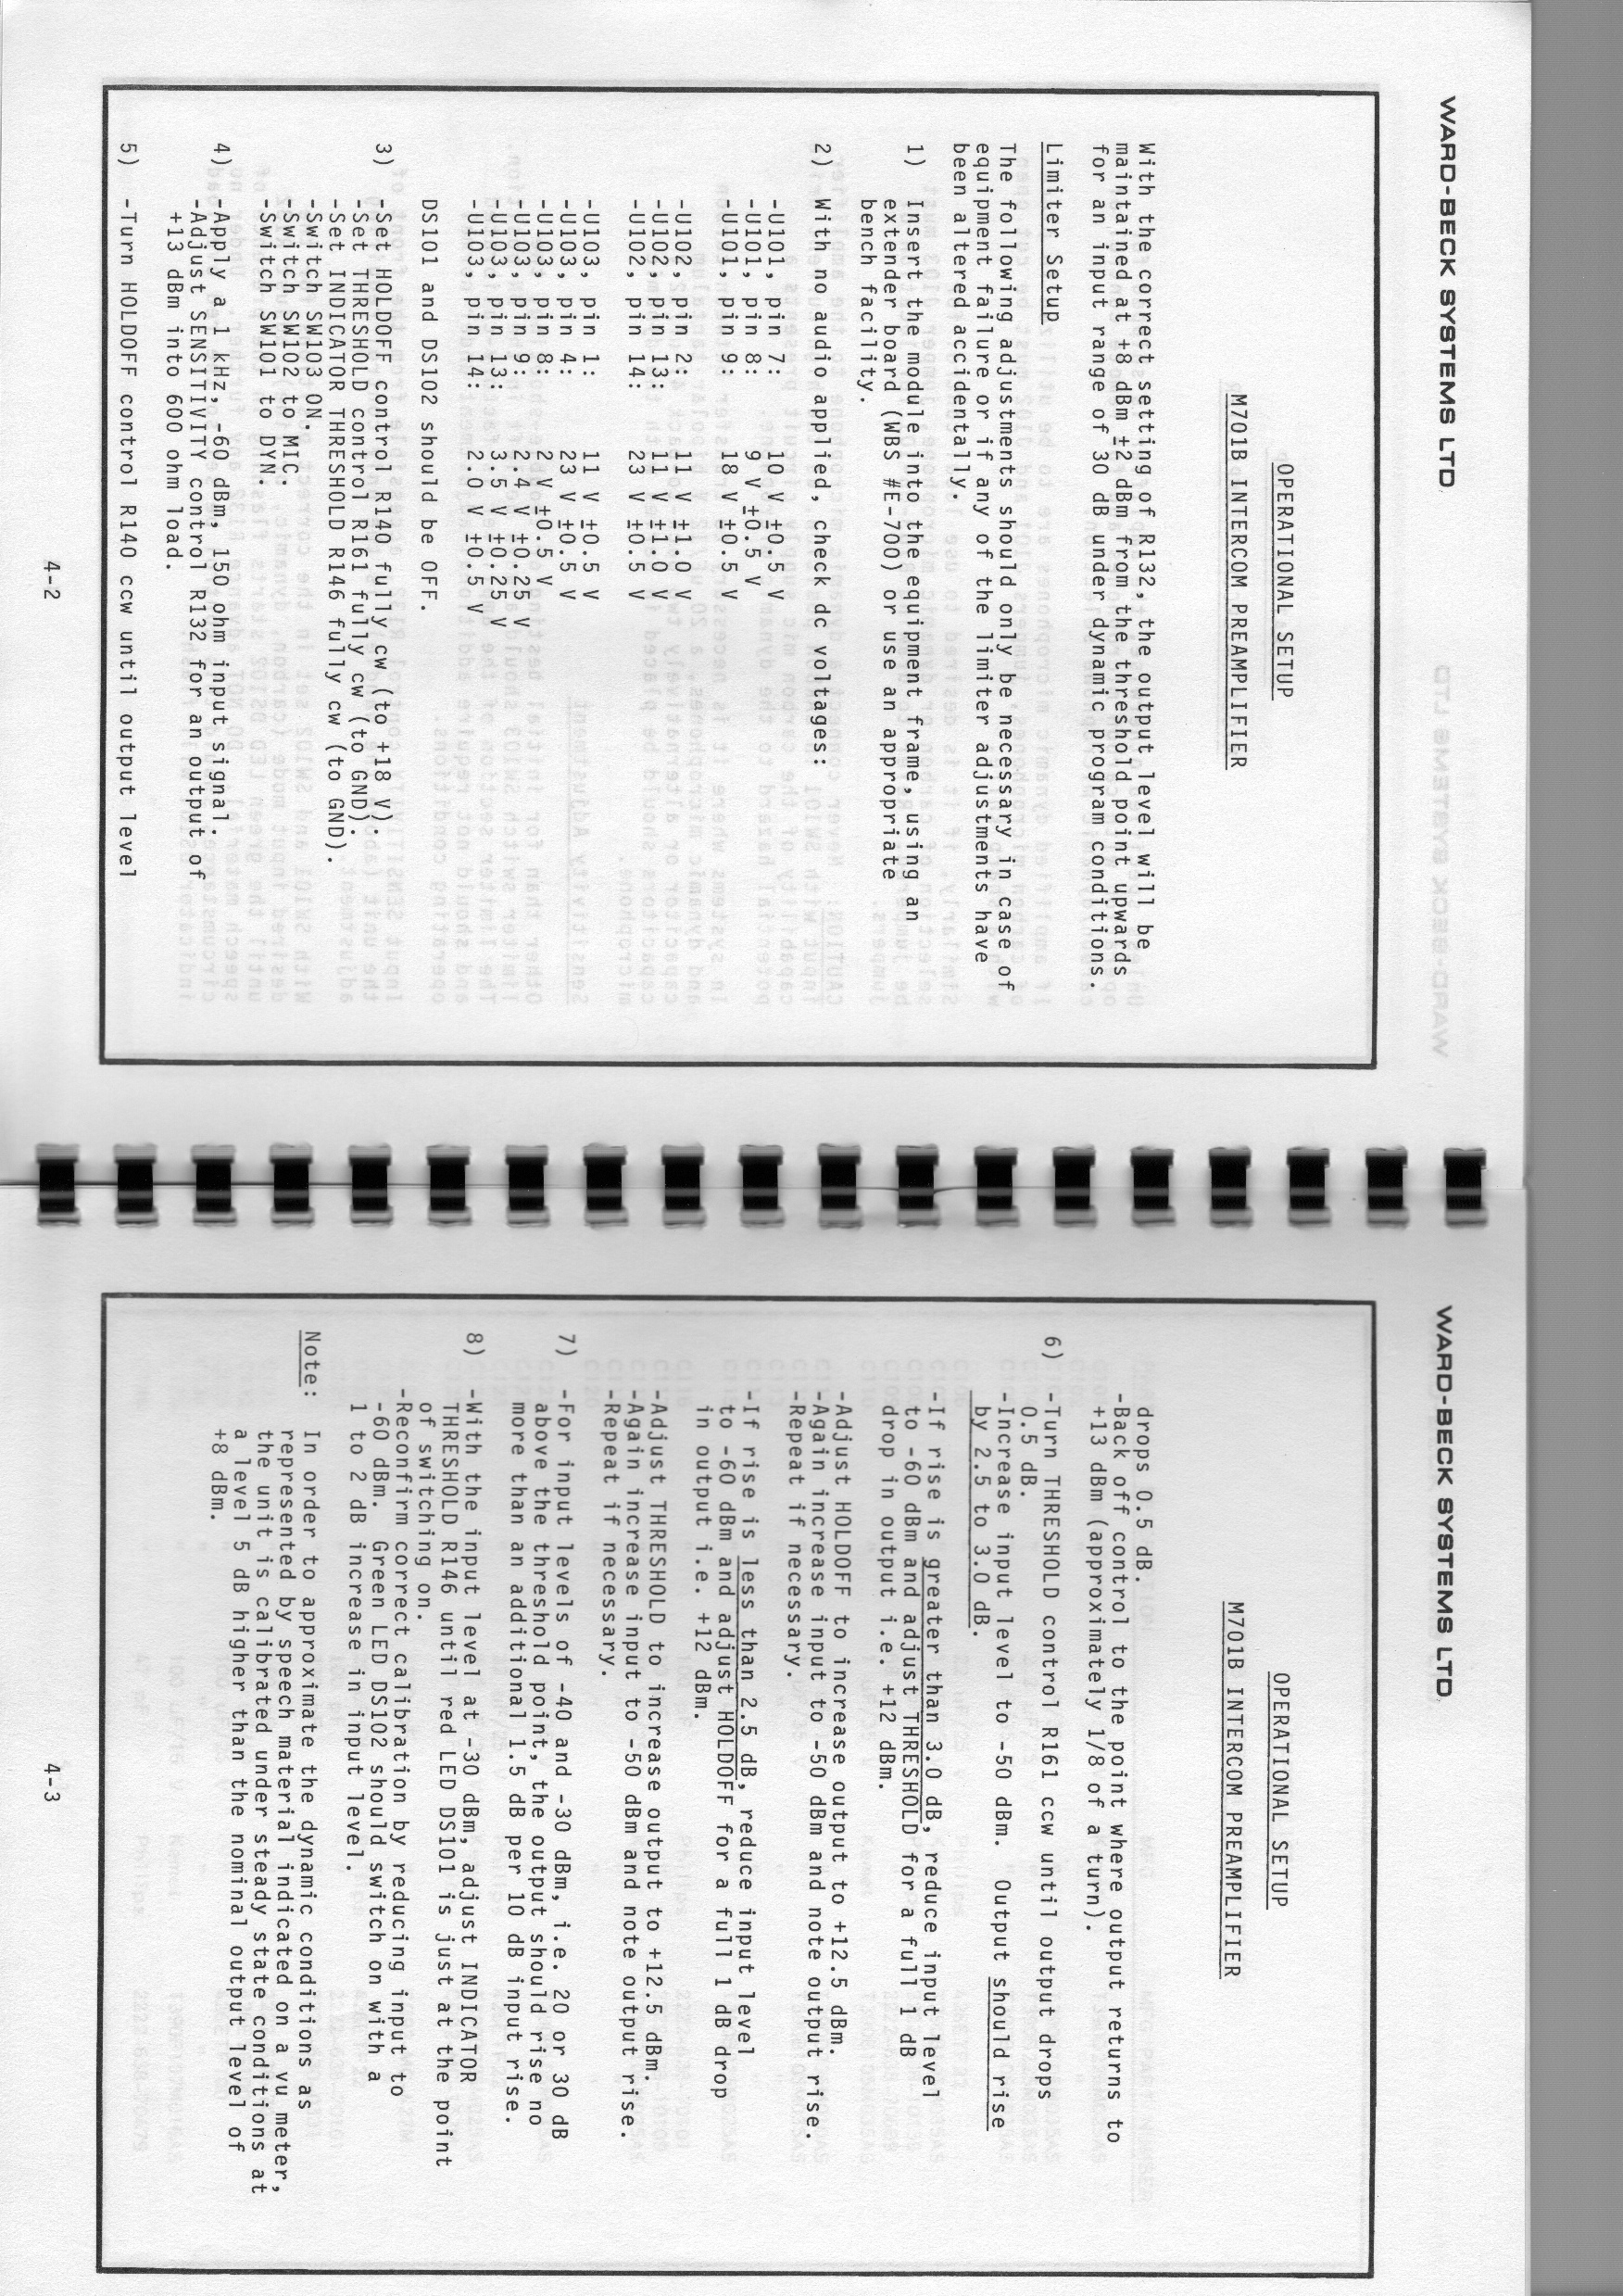 WARD-BECK SYSTEMS LTD.
OPERATIONAL SETUP
M701B INTERCOM PREAMPLIFIER
With the correct setting of R132, the output level will be
maintained at +8 dBm ±2 dBm from the threshold point upwards
for an input range of 30 dB under dynamic program conditions.
Limiter Setup
The following adjustments should only be necessary in case of
equipment failure or if any of the limiter adjustments have
been altered accidentally.
1) Insert the module into the equipment frame, using an
extender board (WBS #E-700) or use an appropriate
bench facility.
2) With no audio applied, check dc voltages:
-U101, pin 7: 10 V ±0.5 V
-U101, pin 8: 9 V ±0.5 V
-U101, pin 9: 18 V ±0.5 V
-U102, pin 2: 11 V ±1.0 V
-U102, pin 13: 11 V ±1.0 V
-U102, pin 14: 23 V ±0.5 V
-U103, pin 1: 11 V ±0.5 V
-U103, pin 4: 23 V ±0.5 V
-U103, pin 8: 2 V ±0.5 V
-U103, pin 9: 2.4 V ±0.25 V
-U103, pin 13: 3.5 V ±0.25 V
-U103, pin 14: 2.0 V ±0.5 V
DS101 and DS102 should be OFF.
3) -Set HOLDOFF control R140 fully cw (to +18 V).
-Set THRESHOLD control R161 fully cw (to GND).
-Set INDICATOR THRESHOLD R146 fully cw (to GND).
-Switch SW103 ON.
-Switch SW102 to MIC.
-Switch SW101 to DYN.
4) -Apply a 1 kHz, -60 dBm, 150 ohm input signal.
-Adjust SENSITIVITY control R132 for an output of
+13 dBm into 600 ohm load.
5) -Turn HOLDOFF control R140 ccw until output level
4-2
WARD-BECK SYSTEMS LTD.
OPERATIONAL SETUP
M701B INTERCOM PREAMPLIFIER
drops 0.5 dB.
-Back off control to the point where output returns to
+13 dBm (approximately 1/8 of a turn).
6) -Turn THRESHOLD control R161 ccw until output drops
0.5 dB.
-Increase input level to -50 dBm. Output should rise
by 2.5 to 3.0 dB.
-If rise is greater than 3.0 dB, reduce input level
to -60 dBm and adjust THRESHOLD for a full 1 dB
drop in output i.e. +12 dBm.
-Adjust HOLDOFF to increase output to +12.5 dBm.
-Again increase input to -50 dBm and note output rise.
-Repeat if necessary.
-If rise is less than 2.5 dB, reduce input level
to -60 dBm and adjust HOLDOFF for a full 1 dB drop
in output i.e. +12 dBm.
-Adjust THRESHOLD to increase output to +12.5 dBm.
-Again increase input to -50 dBm and note output rise.
-Repeat if necessary.
7) -For input levels of -40 and -30 dBm, i.e. 20 or 30 dB
above the threshold point, the output should rise no
more than an additional 1.5 dB per 10 dB input rise.
8) -With the input level at -30 dBm, adjust INDICATOR
THRESHOLD R146 until red LED DS101 is just at the point
of switching on.
-Reconfirm correct calibration by reducing input to
-60 dBm. Green LED DS102 should switch on with a
1 to 2 dB increase in input level.
Note: In order to approximate the dynamic conditions as
represented by speech material indicated on a vu meter,
the unit is calibrated under steady state conditions at
a level 5 dB higher than the nominal output level of
+8 dBm.
4-3